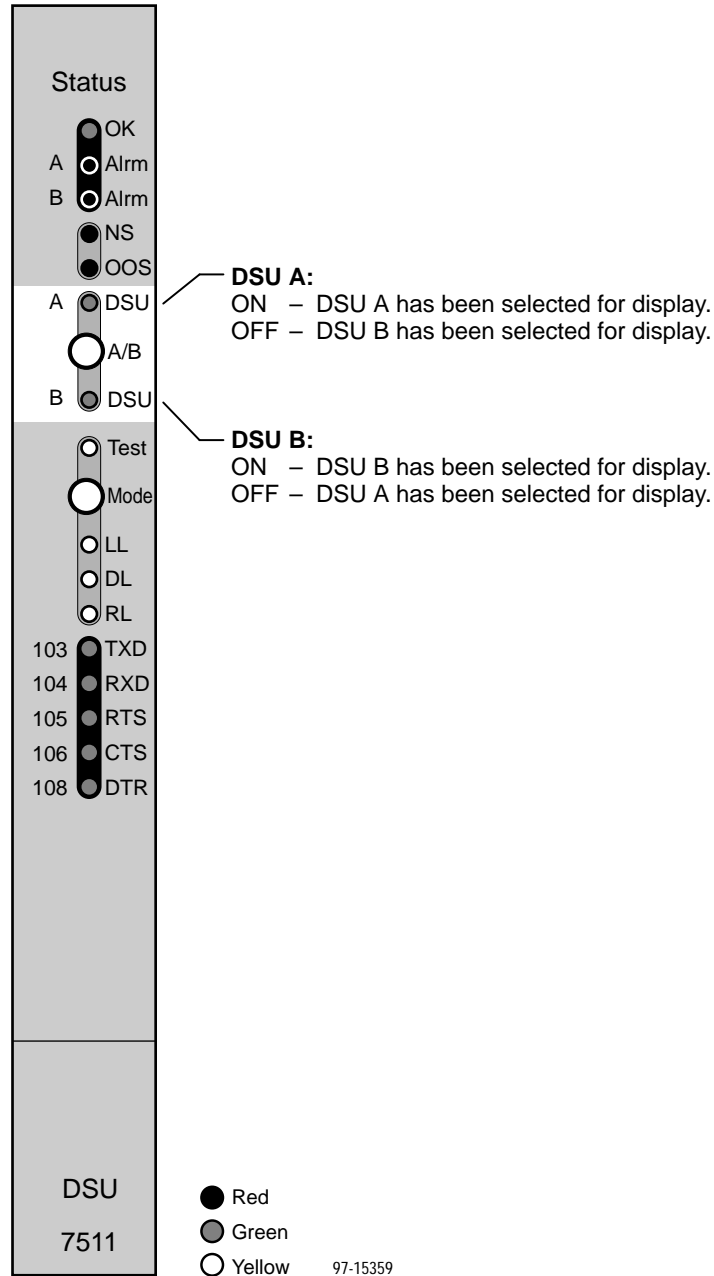 Status
OK
A Alrm
B Alrm
NS
OOS
A DSU
A/B
B DSU
DSU A:
ON – DSU A has been selected for display.
OFF – DSU B has been selected for display.
DSU B:
ON – DSU B has been selected for display.
OFF – DSU A has been selected for display.
Test
Mode
LL
DL
RL
103 TXD
104 RXD
105 RTS
106 CTS
108 DTR
DSU
7511
Red
Green
Yellow 97-15359